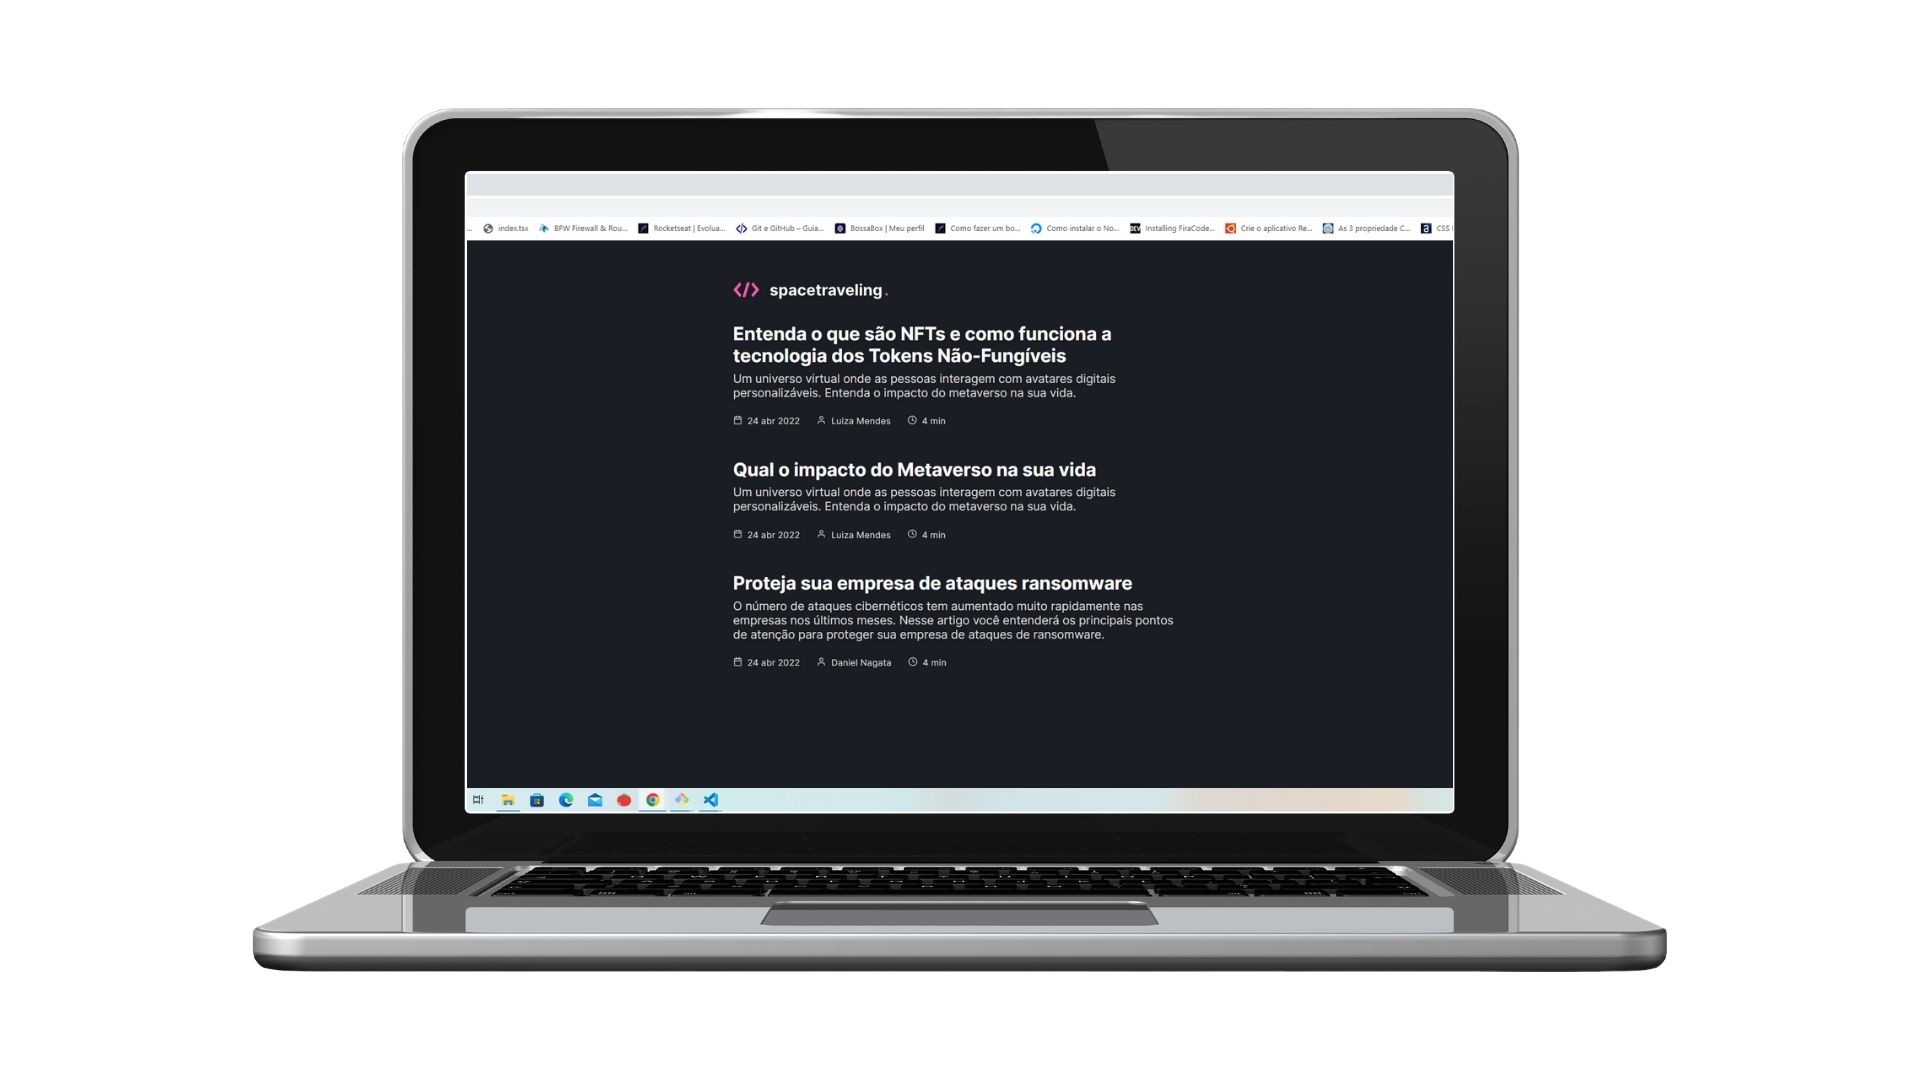 ... index.tsx BFW Firewall & Rou... Rocketseat | Evolua... Git e GitHub – Guia... BossaBox | Meu perfil Como fazer um bo... Como instalar o No... DEV Installing FiraCode... Crie o aplicativo Re... As 3 propriedade C... CSS
</> spacetraveling.
Entenda o que são NFTs e como funciona a
tecnologia dos Tokens Não-Fungíveis
Um universo virtual onde as pessoas interagem com avatares digitais
personalizáveis. Entenda o impacto do metaverso na sua vida.
24 abr 2022 Luiza Mendes 4 min
Qual o impacto do Metaverso na sua vida
Um universo virtual onde as pessoas interagem com avatares digitais
personalizáveis. Entenda o impacto do metaverso na sua vida.
24 abr 2022 Luiza Mendes 4 min
Proteja sua empresa de ataques ransomware
O número de ataques cibernéticos tem aumentado muito rapidamente nas
empresas nos últimos meses. Nesse artigo você entenderá os principais pontos
de atenção para proteger sua empresa de ataques de ransomware.
24 abr 2022 Daniel Nagata 4 min